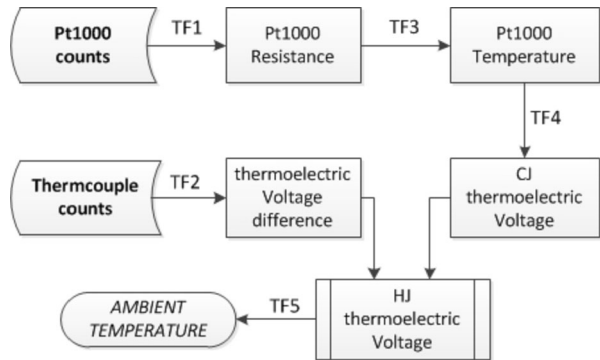 Pt1000
counts
TF1
Pt1000
Resistance
TF3
Pt1000
Temperature
TF4
Thermcouple
counts
TF2
thermoelectric
Voltage
difference
CJ
thermoelectric
Voltage
HJ
thermoelectric
Voltage
TF5
AMBIENT
TEMPERATURE